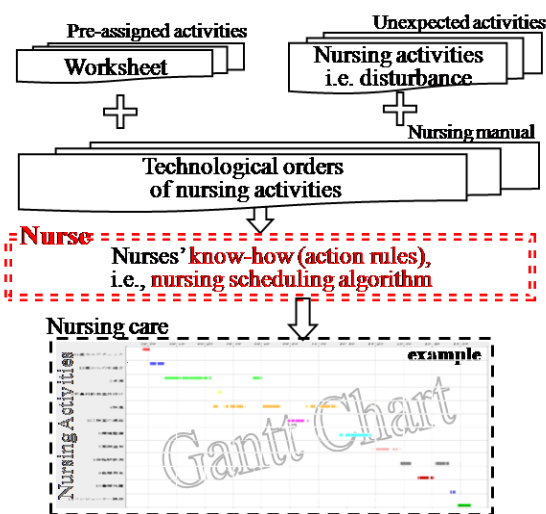 Pre-assigned activities
Unexpected activities
Worksheet
Nursing activities
i.e. disturbance
Nursing manual
Technological orders
of nursing activities
Nurse
Nurses’ know-how (action rules),
i.e., nursing scheduling algorithm
Nursing care
example
Nursing Activities
Gantt Chart